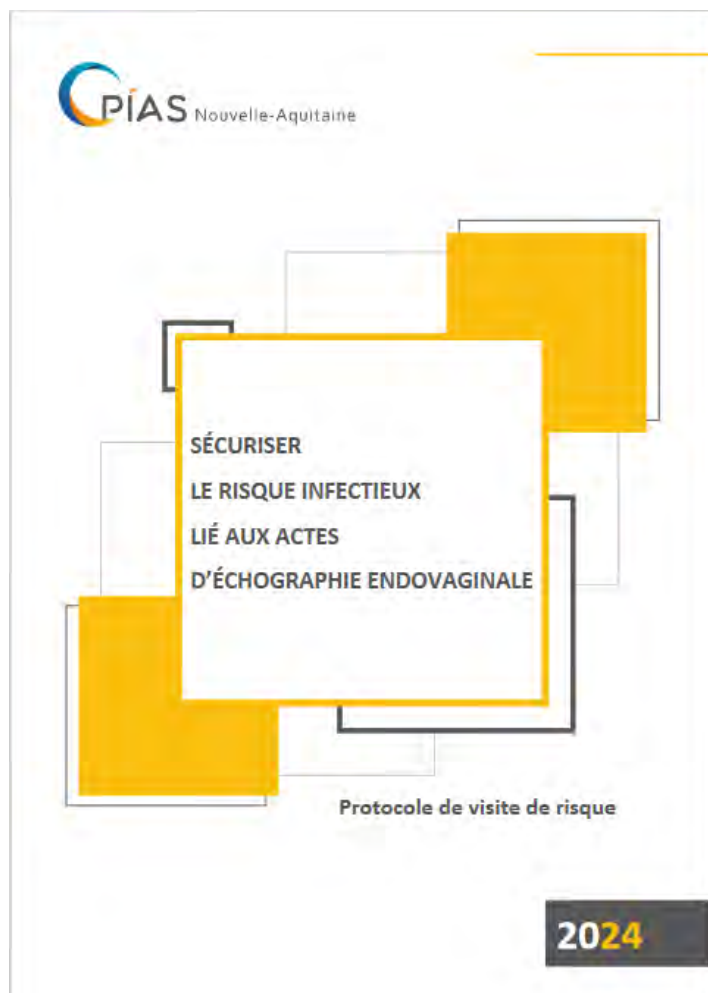 CPIAS Nouvelle-Aquitaine
SÉCURISER
LE RISQUE INFECTIEUX
LIÉ AUX ACTES
D'ÉCHOGRAPHIE ENDOVAGINALE
Protocole de visite de risque
2024